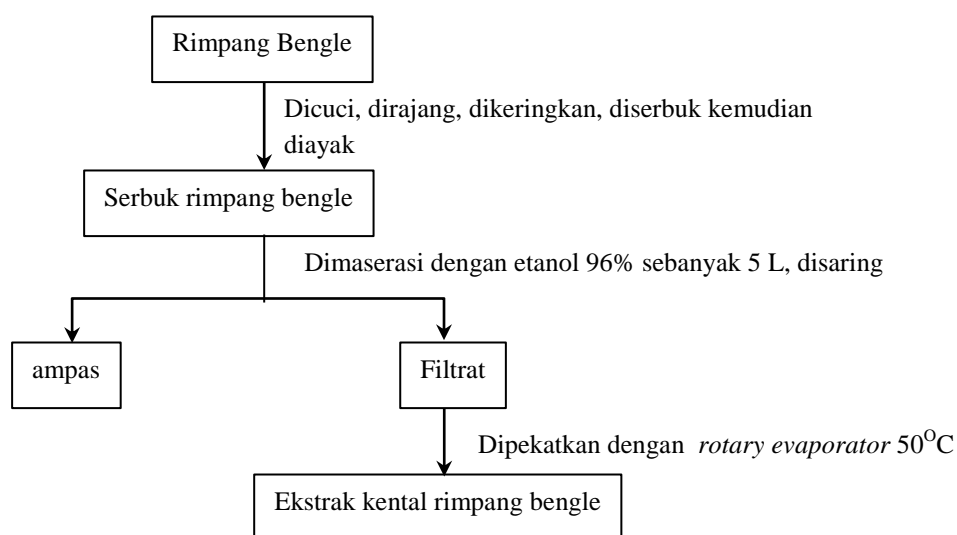 Rimpang Bengle
Dicuci, dirajang, dikeringkan, diserbuk kemudian
diayak
Serbuk rimpang bengle
Dimaserasi dengan etanol 96% sebanyak 5 L, disaring
ampas
Filtrat
Dipekatkan dengan rotary evaporator 50ᴼC
Ekstrak kental rimpang bengle